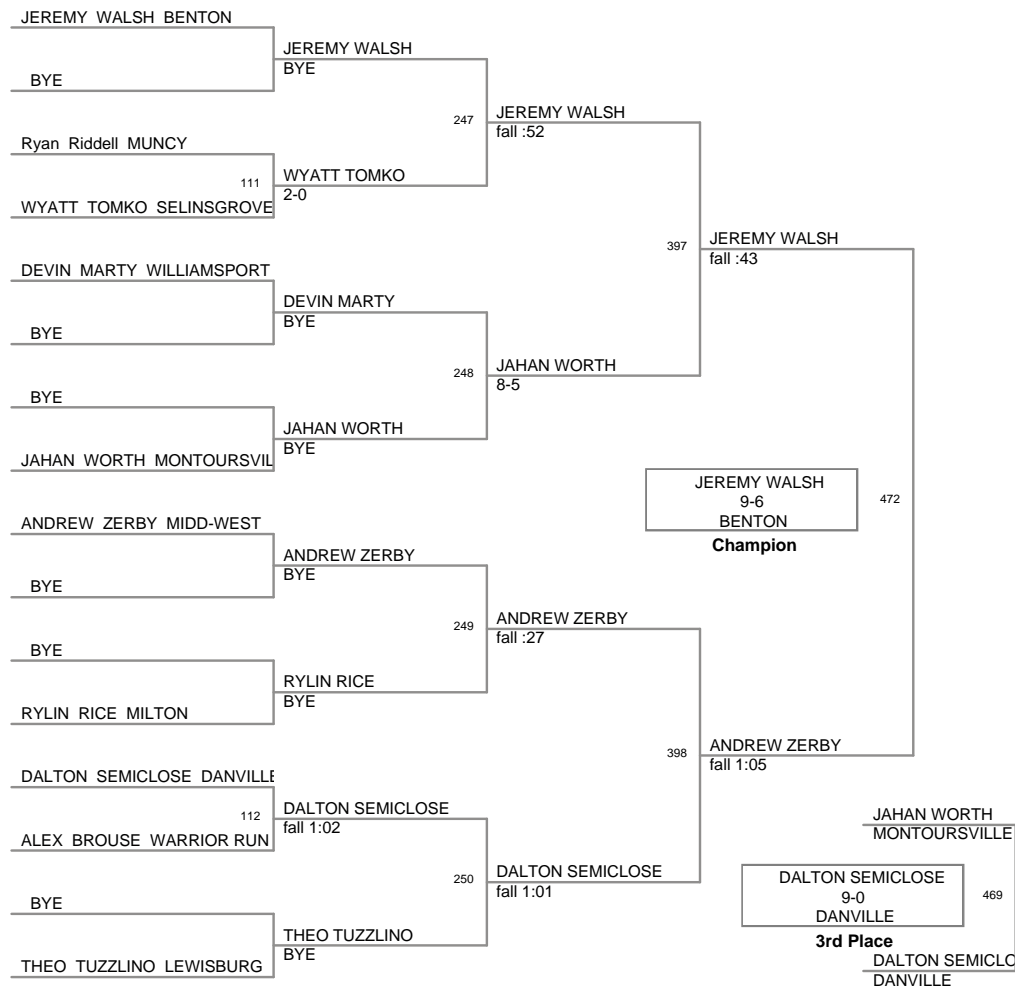 JEREMY WALSH BENTON
BYE
Ryan Riddell MUNCY
111
WYATT TOMKO SELINSGROVE
DEVIN MARTY WILLIAMSPORT
BYE
BYE
JAHAN WORTH MONTOURSVIL
ANDREW ZERBY MIDD-WEST
BYE
BYE
RYLIN RICE MILTON
DALTON SEMICLOSE DANVILLE
112
ALEX BROUSE WARRIOR RUN
BYE
THEO TUZZLINO LEWISBURG
JEREMY WALSH
BYE
247
WYATT TOMKO
2-0
DEVIN MARTY
BYE
248
JAHAN WORTH
BYE
ANDREW ZERBY
BYE
249
RYLIN RICE
BYE
DALTON SEMICLOSE
fall 1:02
250
THEO TUZZLINO
BYE
JEREMY WALSH
fall :52
397
JAHAN WORTH
8-5
ANDREW ZERBY
fall :27
398
DALTON SEMICLOSE
fall 1:01
JEREMY WALSH
fall :43
472
ANDREW ZERBY
fall 1:05
JEREMY WALSH
9-6
BENTON
Champion
JAHAN WORTH
MONTOURSVILLE
469
DALTON SEMICLO
DANVILLE
DALTON SEMICLOSE
9-0
DANVILLE
3rd Place